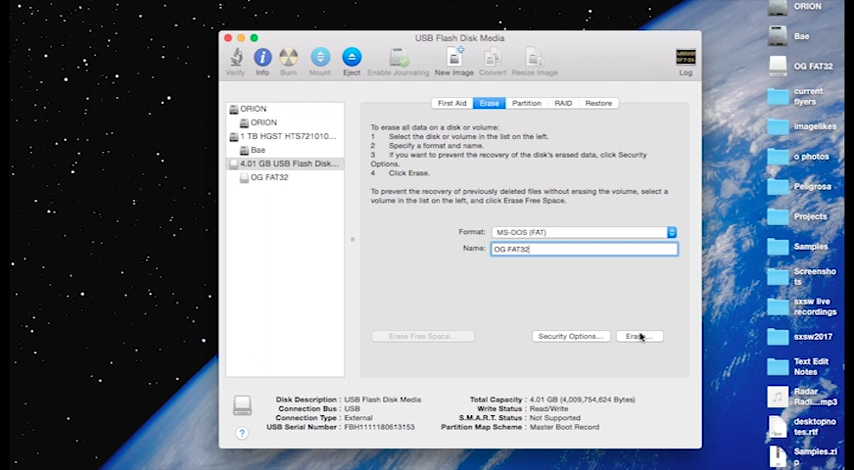 USB Flash Disk Media
Verify Info Burn Mount Eject Enable Journaling New Image Convert Resize Image Log
ORION
ORION
1 TB HGST HTS721010...
Bae
4.01 GB USB Flash Disk...
OG FAT32
First Aid Erase Partition RAID Restore
To erase all data on a disk or volume:
1 Select the disk or volume in the list on the left.
2 Specify a format and name.
3 If you want to prevent the recovery of the disk's erased data, click Security
Options.
4 Click Erase.
To prevent the recovery of previously deleted files without erasing the volume, select a
volume in the list on the left, and click Erase Free Space.
Format: MS-DOS (FAT)
Name: OG FAT32
Erase Free Space... Security Options... Erase...
Disk Description : USB Flash Disk Media
Connection Bus : USB
Connection Type : External
USB Serial Number : FBH1111180613153
Total Capacity : 4.01 GB (4,009,754,624 Bytes)
Write Status : Read/Write
S.M.A.R.T. Status : Not Supported
Partition Map Scheme : Master Boot Record
?
ORION
Bae
OG FAT32
current
flyers
imagelikes
o photos
Peligrosa
Projects
Samples
Screensho
ts
sxsw live
recordings
sxsw2017
Text Edit
Notes
Radar
Radi....mp3
desktopno
tes.rtf
Samples.zi
p